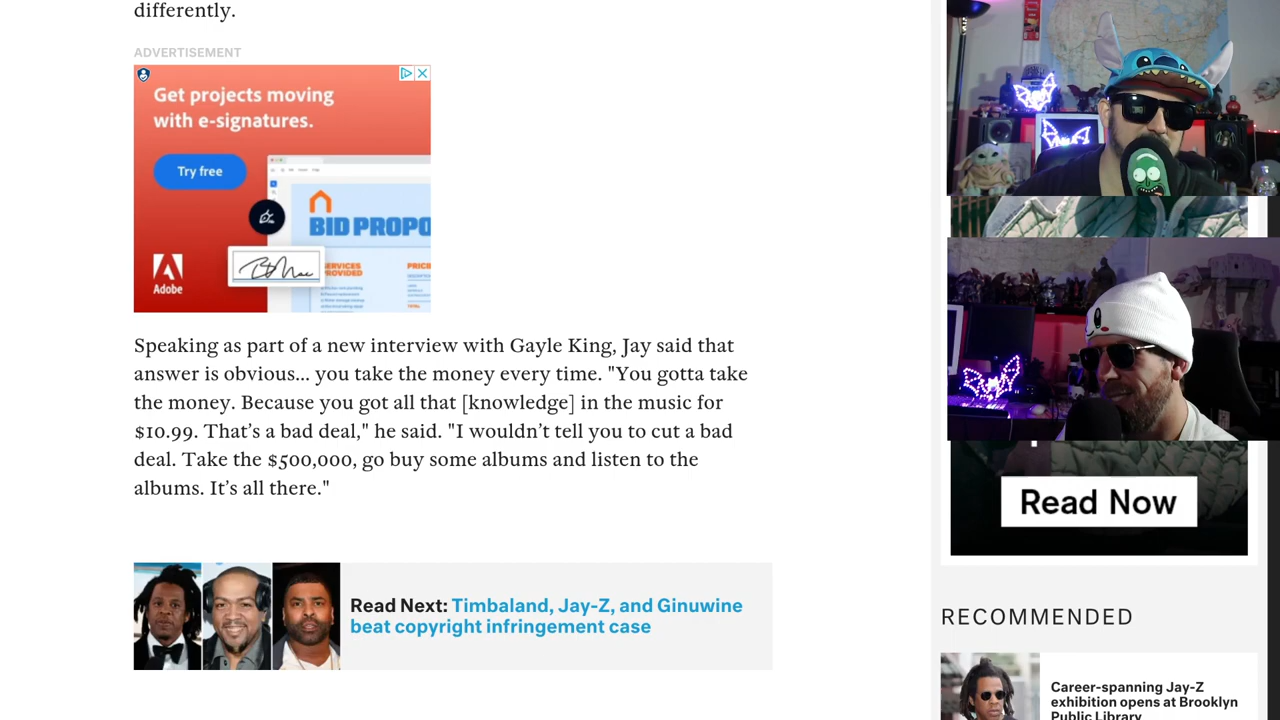 differently.
ADVERTISEMENT
Get projects moving
with e-signatures.
Try free
BID PROPO
SERVICES
PROVIDED
PRICE
Adobe
Speaking as part of a new interview with Gayle King, Jay said that
answer is obvious... you take the money every time. "You gotta take
the money. Because you got all that [knowledge] in the music for
$10.99. That’s a bad deal," he said. "I wouldn’t tell you to cut a bad
deal. Take the $500,000, go buy some albums and listen to the
albums. It’s all there."
Read Next: Timbaland, Jay-Z, and Ginuwine
beat copyright infringement case
Read Now
RECOMMENDED
Career-spanning Jay-Z
exhibition opens at Brooklyn
Public Library